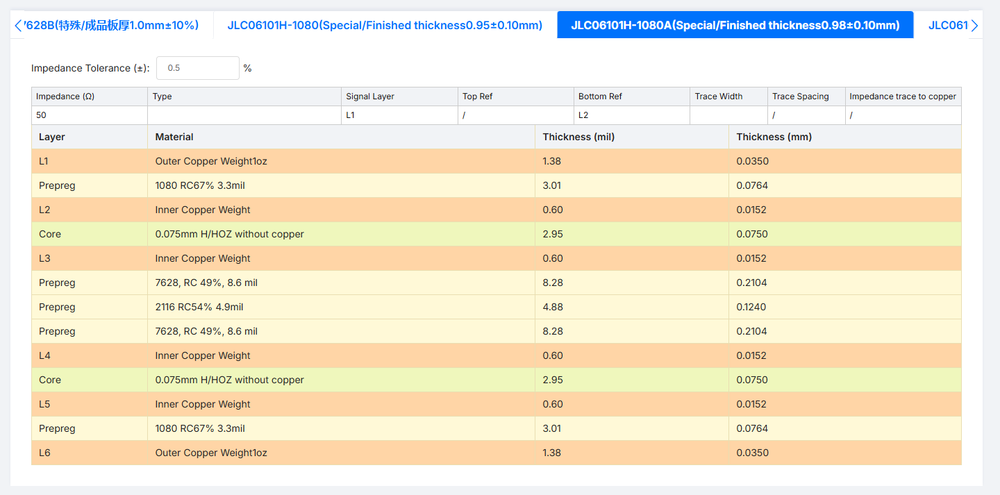 7628B(特殊/成品板厚1.0mm±10%) JLC06101H-1080(Special/Finished thickness0.95±0.10mm) JLC06101H-1080A(Special/Finished thickness0.98±0.10mm) JLC061
Impedance Tolerance (±): 0.5 %
Impedance (Ω) Type Signal Layer Top Ref Bottom Ref Trace Width Trace Spacing Impedance trace to copper
50 L1 / L2 / /
Layer Material Thickness (mil) Thickness (mm)
L1 Outer Copper Weight1oz 1.38 0.0350
Prepreg 1080 RC67% 3.3mil 3.01 0.0764
L2 Inner Copper Weight 0.60 0.0152
Core 0.075mm H/HOZ without copper 2.95 0.0750
L3 Inner Copper Weight 0.60 0.0152
Prepreg 7628, RC 49%, 8.6 mil 8.28 0.2104
Prepreg 2116 RC54% 4.9mil 4.88 0.1240
Prepreg 7628, RC 49%, 8.6 mil 8.28 0.2104
L4 Inner Copper Weight 0.60 0.0152
Core 0.075mm H/HOZ without copper 2.95 0.0750
L5 Inner Copper Weight 0.60 0.0152
Prepreg 1080 RC67% 3.3mil 3.01 0.0764
L6 Outer Copper Weight1oz 1.38 0.0350